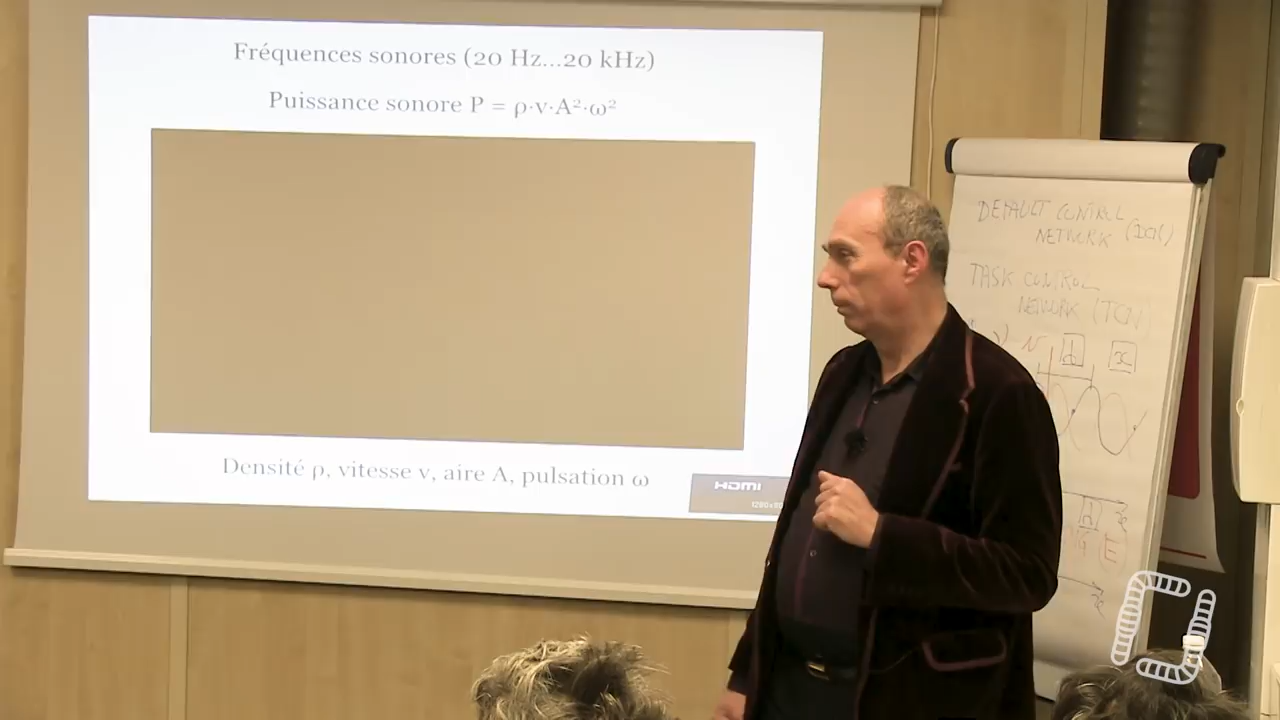 Fréquences sonores (20 Hz...20 kHz)
Puissance sonore P = ρ·v·A²·ω²
Densité ρ, vitesse v, aire A, pulsation ω
HDMI
DEFAULT CONTROL
NETWORK
TASK CONTROL
NETWORK (TCN)
d
x